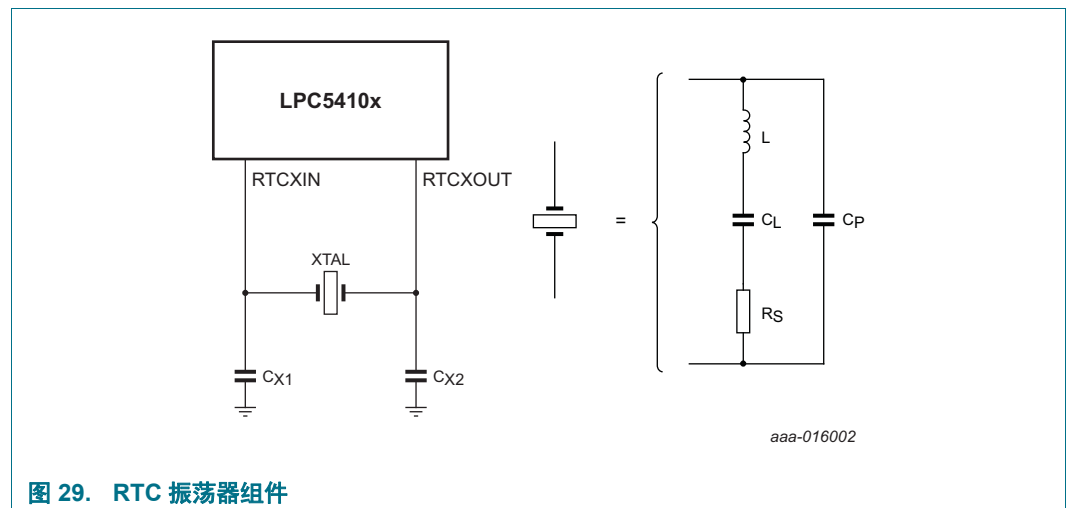 LPC5410x
RTCXIN
RTCXOUT
XTAL
CX1
CX2
=
L
CL
CP
RS
aaa-016002
图 29. RTC 振荡器组件